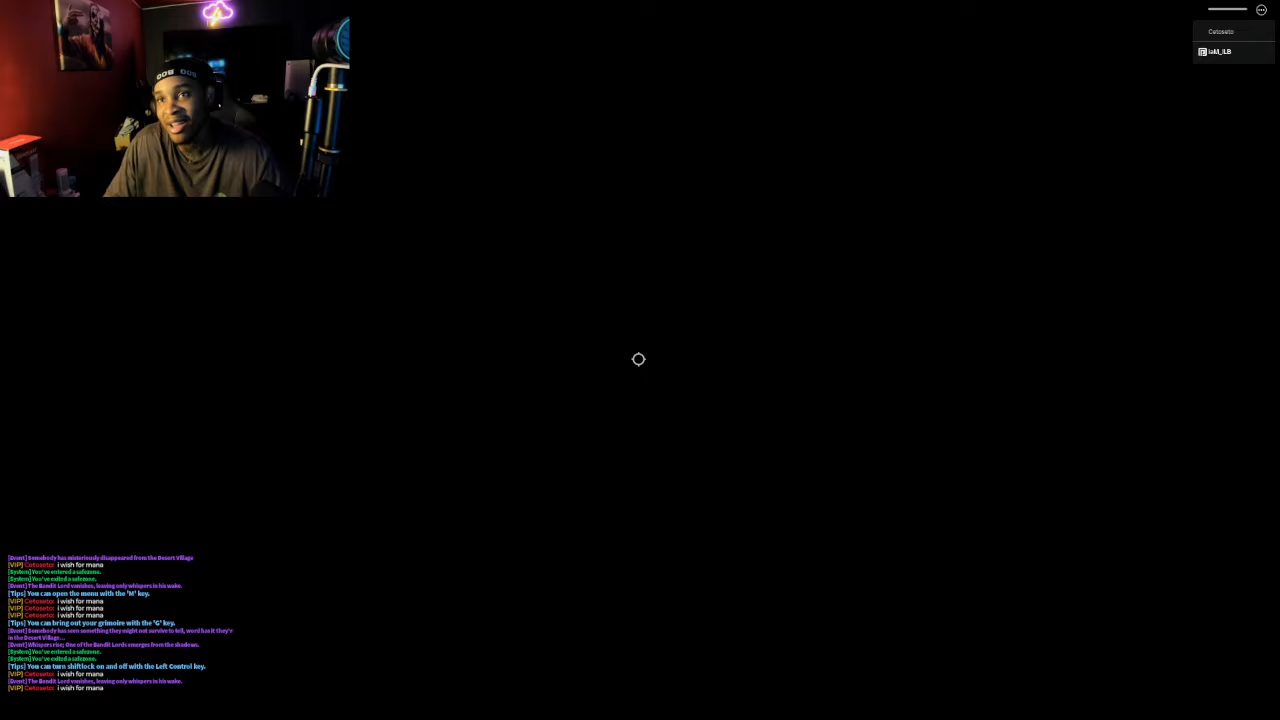 Cetoseto
iaM_ILB
[Event] Somebody has misteriously disappeared from the Desert Village
[VIP] Cetoseto: i wish for mana
[System] You've entered a safezone.
[System] You've exited a safezone.
[Event] The Bandit Lord vanishes, leaving only whispers in his wake.
[Tips] You can open the menu with the 'M' key.
[VIP] Cetoseto: i wish for mana
[VIP] Cetoseto: i wish for mana
[VIP] Cetoseto: i wish for mana
[Tips] You can bring out your grimoire with the 'G' key.
[Event] Somebody has seen something they might not survive to tell, word has it they're
in the Desert Village...
[Event] Whispers rise; One of the Bandit Lords emerges from the shadows.
[System] You've entered a safezone.
[System] You've exited a safezone.
[Tips] You can turn shiftlock on and off with the Left Control key.
[VIP] Cetoseto: i wish for mana
[Event] The Bandit Lord vanishes, leaving only whispers in his wake.
[VIP] Cetoseto: i wish for mana